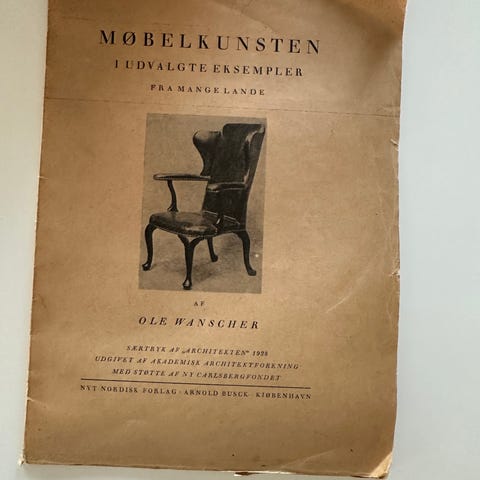 MØBELKUNSTEN
I UDVALGTE EKSEMPLER
FRA MANGE LANDE
AF
OLE WANSCHER
SÆRTRYK AF „ARCHITEKTEN“ 1928
UDGIVET AF AKADEMISK ARCHITEKTFORENING
MED STØTTE AF NY CARLSBERGFONDET
NYT NORDISK FORLAG · ARNOLD BUSCK · KJØBENHAVN